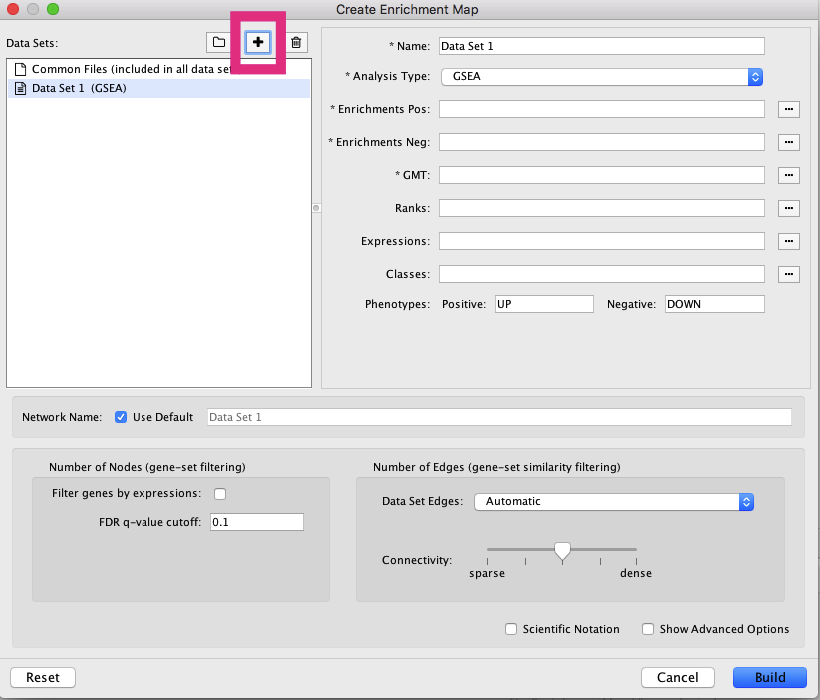 Create Enrichment Map
Data Sets:
Common Files (included in all data set
Data Set 1 (GSEA)
* Name: Data Set 1
* Analysis Type: GSEA
* Enrichments Pos:
* Enrichments Neg:
* GMT:
Ranks:
Expressions:
Classes:
Phenotypes: Positive: UP Negative: DOWN
Network Name: Use Default Data Set 1
Number of Nodes (gene-set filtering)
Filter genes by expressions:
FDR q-value cutoff: 0.1
Number of Edges (gene-set similarity filtering)
Data Set Edges: Automatic
Connectivity:
sparse dense
Scientific Notation Show Advanced Options
Reset Cancel Build